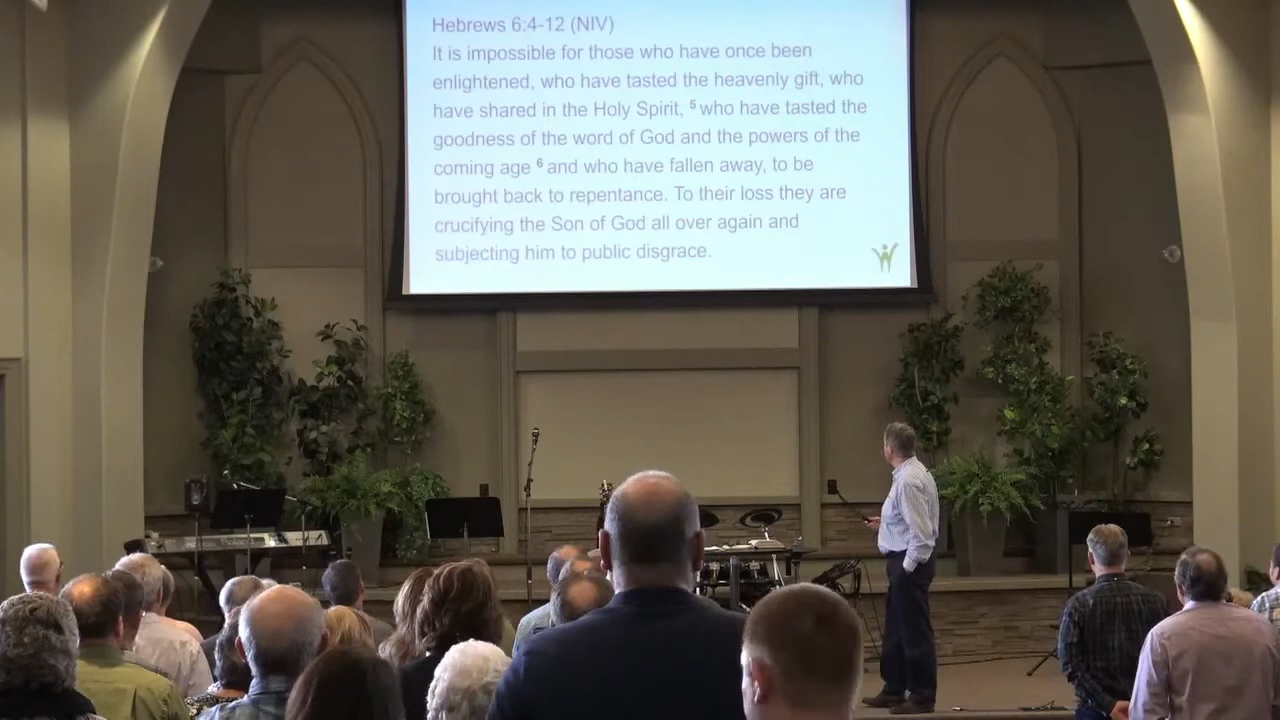 Hebrews 6:4-12 (NIV)
It is impossible for those who have once been
enlightened, who have tasted the heavenly gift, who
have shared in the Holy Spirit, ⁵ who have tasted the
goodness of the word of God and the powers of the
coming age ⁶ and who have fallen away, to be
brought back to repentance. To their loss they are
crucifying the Son of God all over again and
subjecting him to public disgrace.